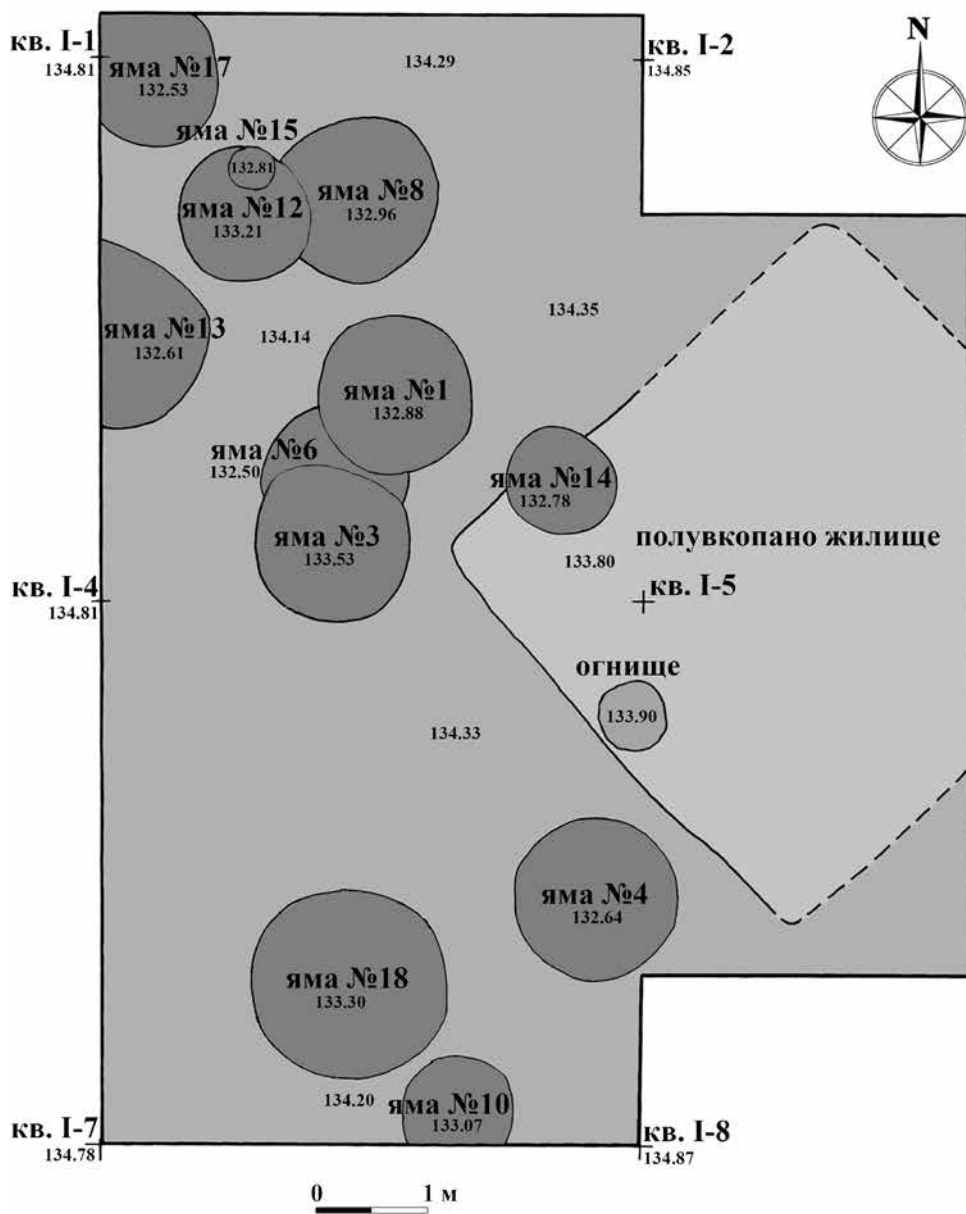 кв. I-1
134.81
яма №17
132.53
134.29
кв. I-2
134.85
N
яма №15
132.81
яма №12
133.21
яма №8
132.96
яма №13
132.61
134.14
134.35
яма №1
132.88
яма №6
132.50
яма №14
132.78
яма №3
133.53
133.80
полувкопано жилище
кв. I-4
134.81
кв. I-5
огнище
133.90
134.33
яма №4
132.64
яма №18
133.30
134.20
яма №10
133.07
кв. I-7
134.78
кв. I-8
134.87
0 1 м